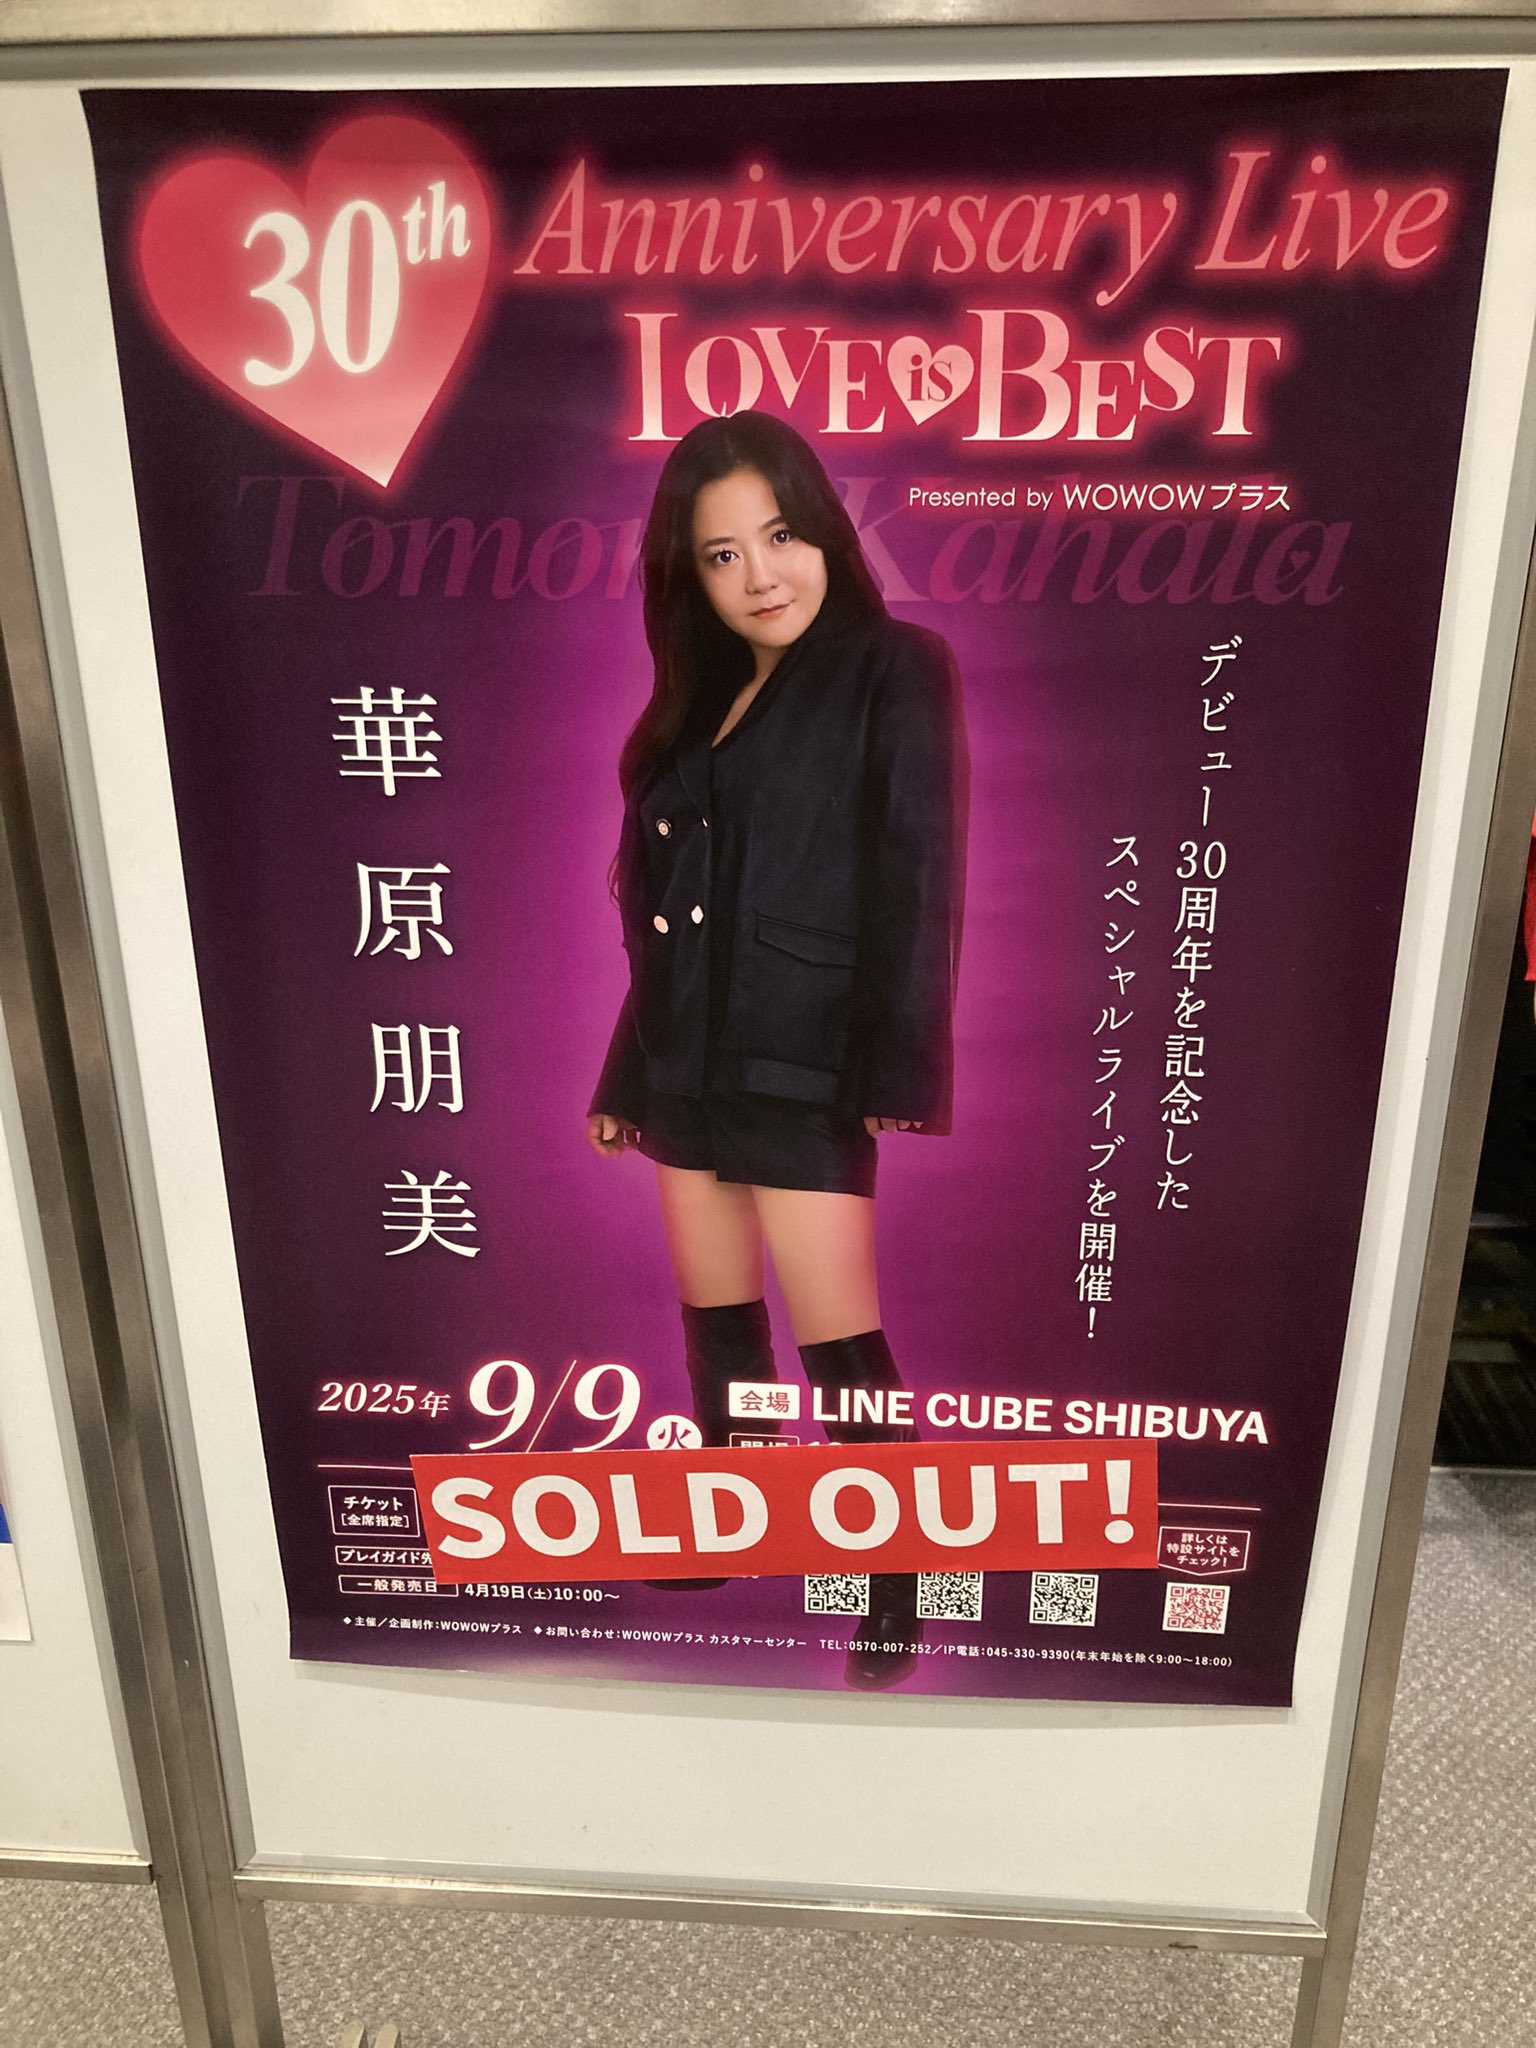 30th
Anniversary Live
LOVE is BEST
Presented by WOWOWプラス
Kahala
華原朋美
デビュー30周年を記念した
スペシャルライブを開催！
2025年 9/9 火
会場 LINE CUBE SHIBUYA
SOLD OUT!
チケット
[全席指定]
プレイガイド先
一般発売日 4月19日(土)10:00〜
詳しくは
特設サイトを
チェック！
◆主催／企画制作：WOWOWプラス ◆お問い合わせ：WOWOWプラス カスタマーセンター TEL：0570-007-252／IP電話：045-330-9390(年末年始を除く9:00〜18:00)